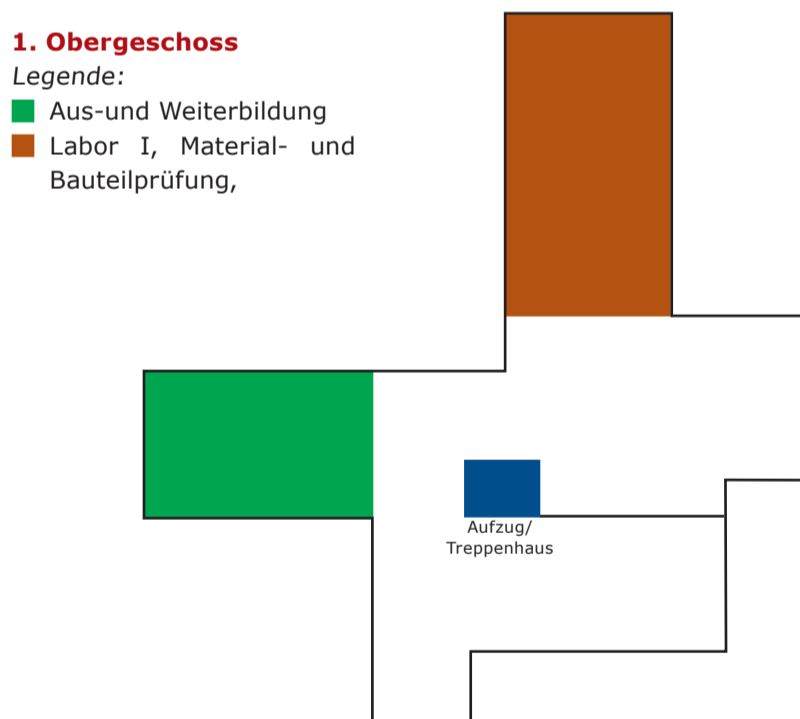 1. Obergeschoss
Legende:
Aus-und Weiterbildung
Labor I, Material- und
Bauteilprüfung,
Aufzug/
Treppenhaus